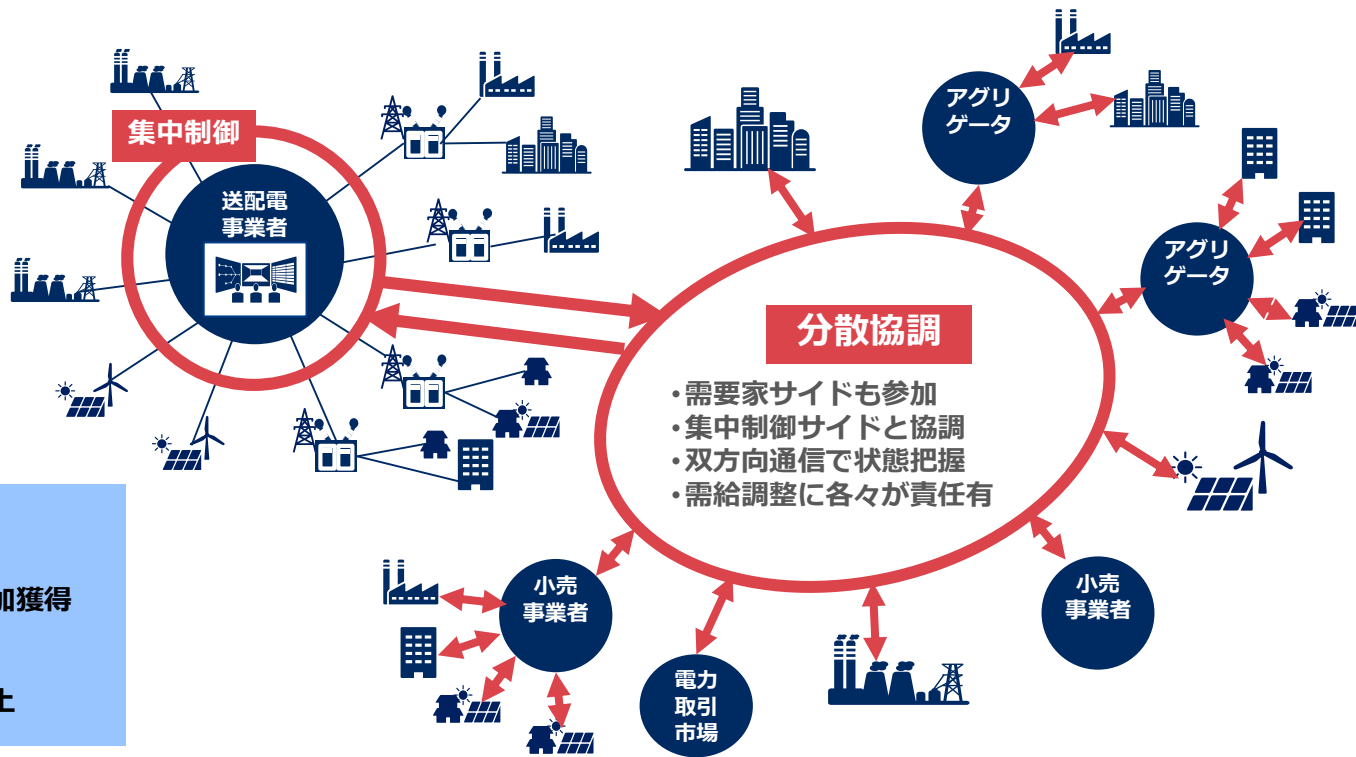 集中制御
送配電
事業者
アグリ
ゲータ
アグリ
ゲータ
分散協調
・需要家サイドも参加
・集中制御サイドと協調
・双方向通信で状態把握
・需給調整に各々が責任有
加獲得
上
小売
事業者
小売
事業者
電力
取引
市場